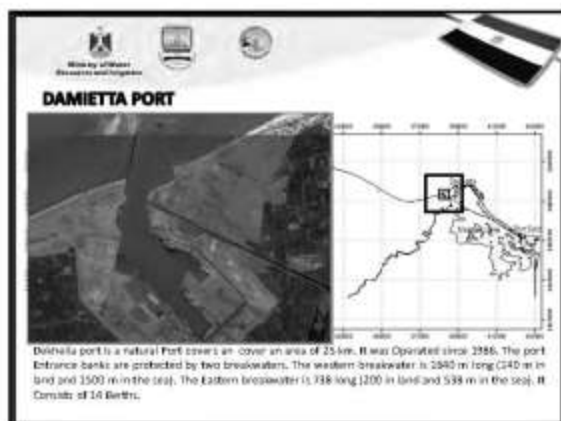 Ministry of Water
Resources and Irrigation
DAMIETTA PORT
Dekheila port is a natural Port covers an cover an area of 25 km. It was Operated since 1986. The port
Entrance banks are protected by two breakwaters. The western breakwater is 1640 m long (140 m in
land and 1500 m in the sea). The Eastern breakwater is 738 long (200 in land and 538 m in the sea). It
Consists of 14 Berths.